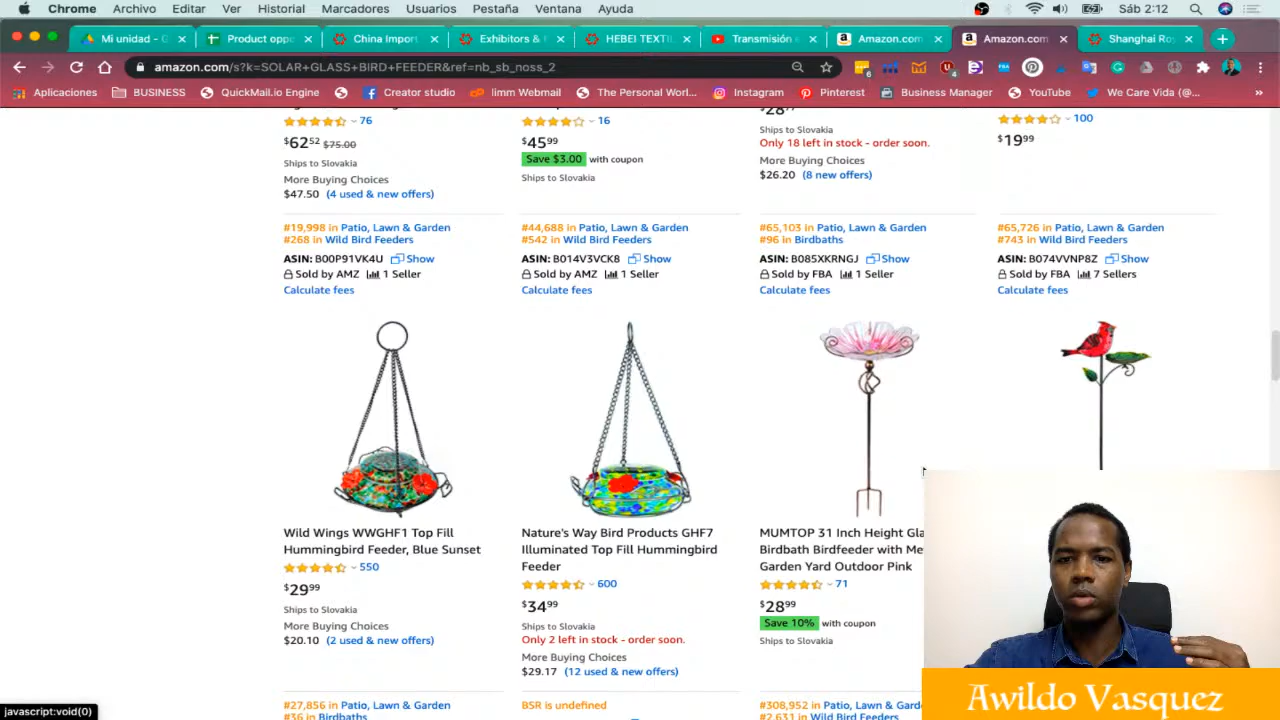 Chrome Archivo Editar Ver Historial Marcadores Usuarios Pestaña Ventana Ayuda Sáb 2:12
Mi unidad - G Product oppo China Import Exhibitors & HEBEI TEXTIL Transmisión e Amazon.com Amazon.com Shanghai Ro
amazon.com/s?k=SOLAR+GLASS+BIRD+FEEDER&ref=nb_sb_noss_2
Aplicaciones BUSINESS QuickMail.io Engine Creator studio limm Webmail The Personal Worl... Instagram Pinterest Business Manager YouTube We Care Vida (@... »
76
$62.52 $75.00
Ships to Slovakia
More Buying Choices
$47.50 (4 used & new offers)
#19,998 in Patio, Lawn & Garden
#268 in Wild Bird Feeders
ASIN: B00P91VK4U Show
Sold by AMZ 1 Seller
Calculate fees
16
$45.99
Save $3.00 with coupon
Ships to Slovakia
#44,688 in Patio, Lawn & Garden
#542 in Wild Bird Feeders
ASIN: B014V3VCK8 Show
Sold by AMZ 1 Seller
Calculate fees
Ships to Slovakia
Only 18 left in stock - order soon.
More Buying Choices
$26.20 (8 new offers)
#65,103 in Patio, Lawn & Garden
#96 in Birdbaths
ASIN: B085XKRNGJ Show
Sold by FBA 1 Seller
Calculate fees
100
$19.99
#65,726 in Patio, Lawn & Garden
#743 in Wild Bird Feeders
ASIN: B074VVNP8Z Show
Sold by FBA 7 Sellers
Calculate fees
Wild Wings WWGHF1 Top Fill
Hummingbird Feeder, Blue Sunset
550
$29.99
Ships to Slovakia
More Buying Choices
$20.10 (2 used & new offers)
#27,856 in Patio, Lawn & Garden
#36 in Birdbaths
Nature's Way Bird Products GHF7
Illuminated Top Fill Hummingbird
Feeder
600
$34.99
Ships to Slovakia
Only 2 left in stock - order soon.
More Buying Choices
$29.17 (12 used & new offers)
BSR is undefined
MUMTOP 31 Inch Height Gla
Birdbath Birdfeeder with Me
Garden Yard Outdoor Pink
71
$28.99
Save 10% with coupon
Ships to Slovakia
#308,952 in Patio, Lawn & Gard
#2,631 in Wild Bird Feeders
javascript:void(0)
Awildo Vasquez